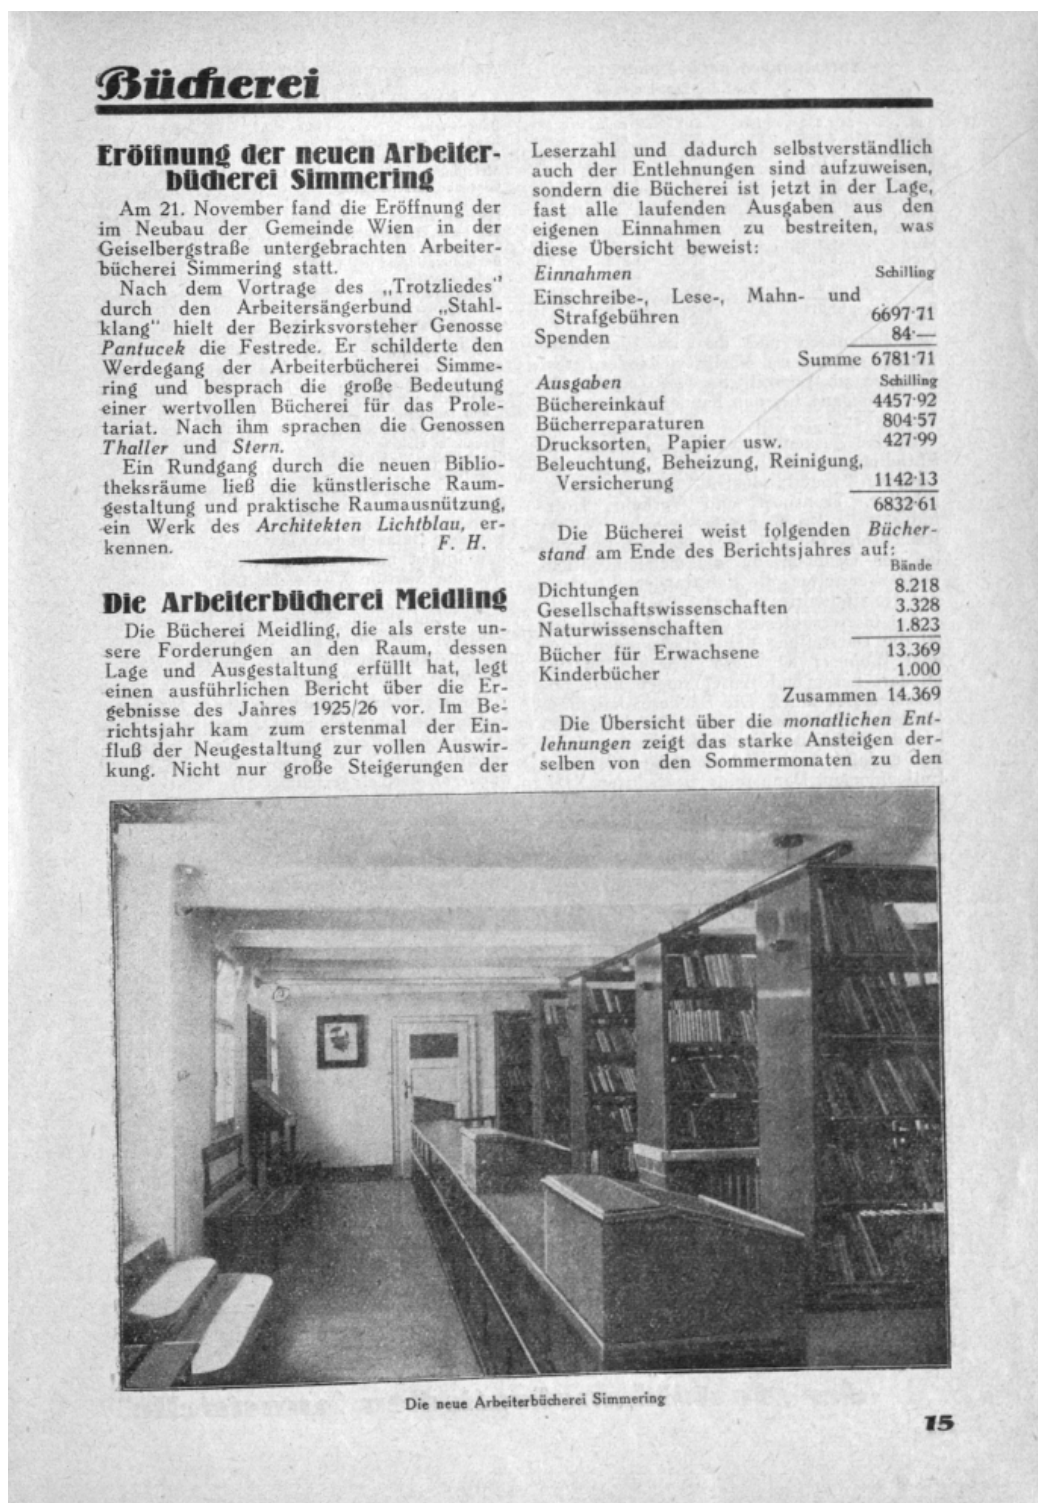 Bücherei
Eröffnung der neuen Arbeiter-
bücherei Simmering
Am 21. November fand die Eröffnung der
im Neubau der Gemeinde Wien in der
Geiselbergstraße untergebrachten Arbeiter-
bücherei Simmering statt.
Nach dem Vortrage des „Trotzliedes"
durch den Arbeitersängerbund „Stahl-
klang" hielt der Bezirksvorsteher Genosse
Pantucek die Festrede. Er schilderte den
Werdegang der Arbeiterbücherei Simme-
ring und besprach die große Bedeutung
einer wertvollen Bücherei für das Prole-
tariat. Nach ihm sprachen die Genossen
Thaller und Stern.
Ein Rundgang durch die neuen Biblio-
theksräume ließ die künstlerische Raum-
gestaltung und praktische Raumausnützung,
ein Werk des Architekten Lichtblau, er-
kennen. F. H.
Die Arbeiterbücherei Meidling
Die Bücherei Meidling, die als erste un-
sere Forderungen an den Raum, dessen
Lage und Ausgestaltung erfüllt hat, legt
einen ausführlichen Bericht über die Er-
gebnisse des Jahres 1925/26 vor. Im Be-
richtsjahr kam zum erstenmal der Ein-
fluß der Neugestaltung zur vollen Auswir-
kung. Nicht nur große Steigerungen der
Leserzahl und dadurch selbstverständlich
auch der Entlehnungen sind aufzuweisen,
sondern die Bücherei ist jetzt in der Lage,
fast alle laufenden Ausgaben aus den
eigenen Einnahmen zu bestreiten, was
diese Übersicht beweist:
Einnahmen Schilling
Einschreibe-, Lese-, Mahn- und
Strafgebühren 6697·71
Spenden 84·—
Summe 6781·71
Ausgaben Schilling
Büchereinkauf 4457·92
Bücherreparaturen 804·57
Drucksorten, Papier usw. 427·99
Beleuchtung, Beheizung, Reinigung,
Versicherung 1142·13
6832·61
Die Bücherei weist folgenden Bücher-
stand am Ende des Berichtsjahres auf:
Bände
Dichtungen 8.218
Gesellschaftswissenschaften 3.328
Naturwissenschaften 1.823
Bücher für Erwachsene 13.369
Kinderbücher 1.000
Zusammen 14.369
Die Übersicht über die monatlichen Ent-
lehnungen zeigt das starke Ansteigen der-
selben von den Sommermonaten zu den
Die neue Arbeiterbücherei Simmering
15